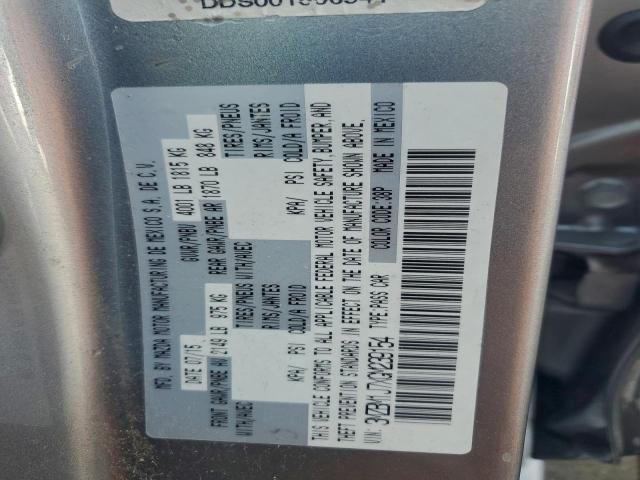 MFD. BY MAZDA MOTOR MANUFACTURING DE MEXICO S.A. DE C.V.
DATE 07/15 GVWR/PNBV 4001 LB 1815 KG
FRONT GAWR/PNBE AV 2149 LB 975 KG REAR GAWR/PNBE AR 1870 LB 848 KG
WITH/AVEC TIRES/PNEUS WITH/AVEC TIRES/PNEUS
RIMS/JANTES RIMS/JANTES
KPA/ PSI COLD/A FROID KPA/ PSI COLD/A FROID
THIS VEHICLE CONFORMS TO ALL APPLICABLE FEDERAL MOTOR VEHICLE SAFETY, BUMPER, AND
THEFT PREVENTION STANDARDS IN EFFECT ON THE DATE OF MANUFACTURE SHOWN ABOVE.
VIN: TYPE:PASS CAR COLOR CODE:38P MADE IN MEXICO